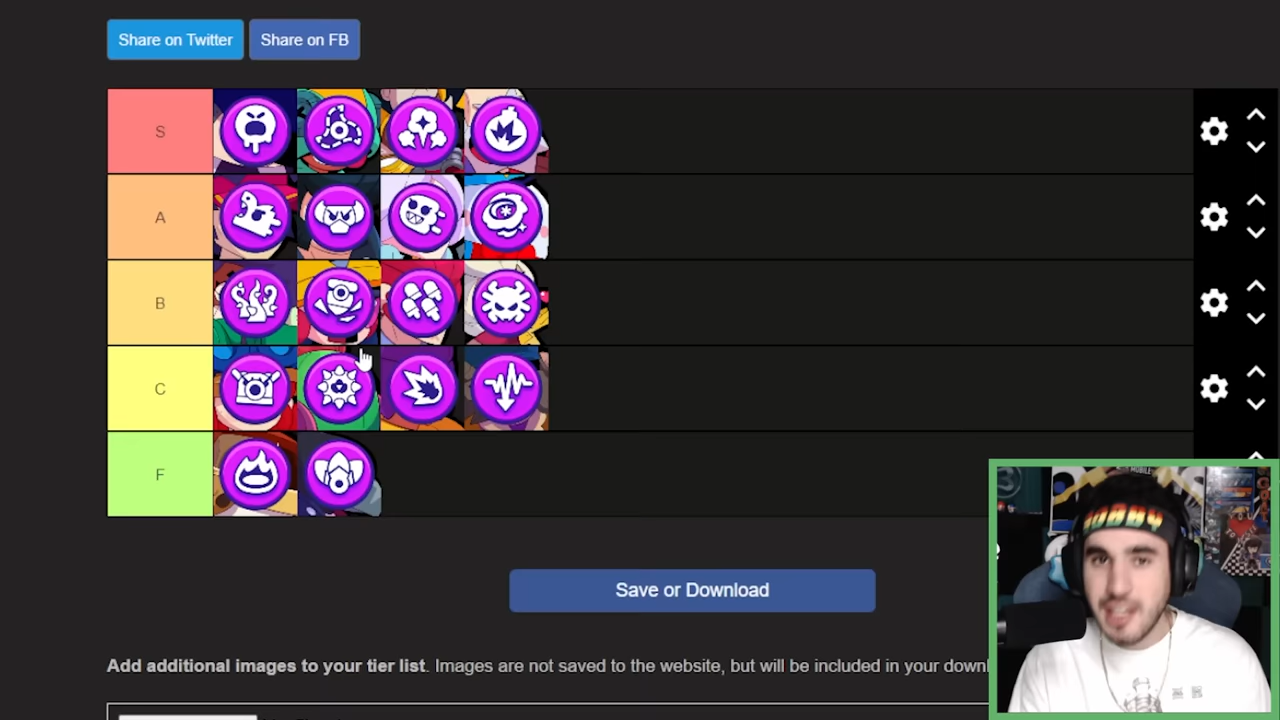 Share on Twitter Share on FB
S
A
B
C
F
BOBBY
Save or Download
Add additional images to your tier list. Images are not saved to the website, but will be included in your downl